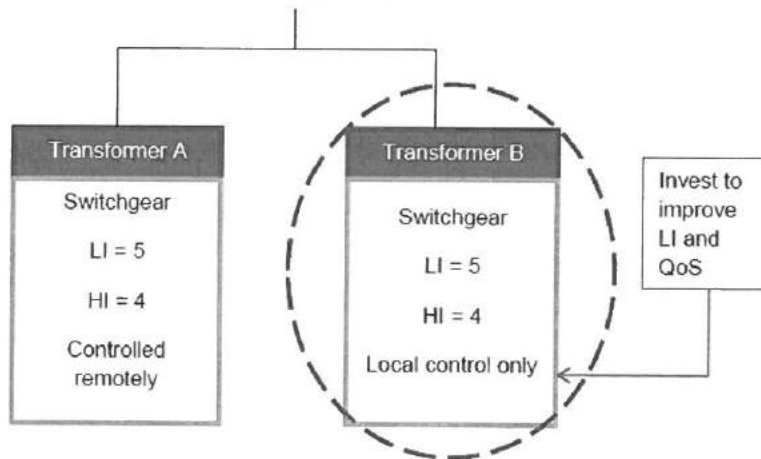 Transformer A
Switchgear
LI = 5
HI = 4
Controlled
remotely
Transformer B
Switchgear
LI = 5
HI = 4
Local control only
Invest to
improve
LI and
QoS